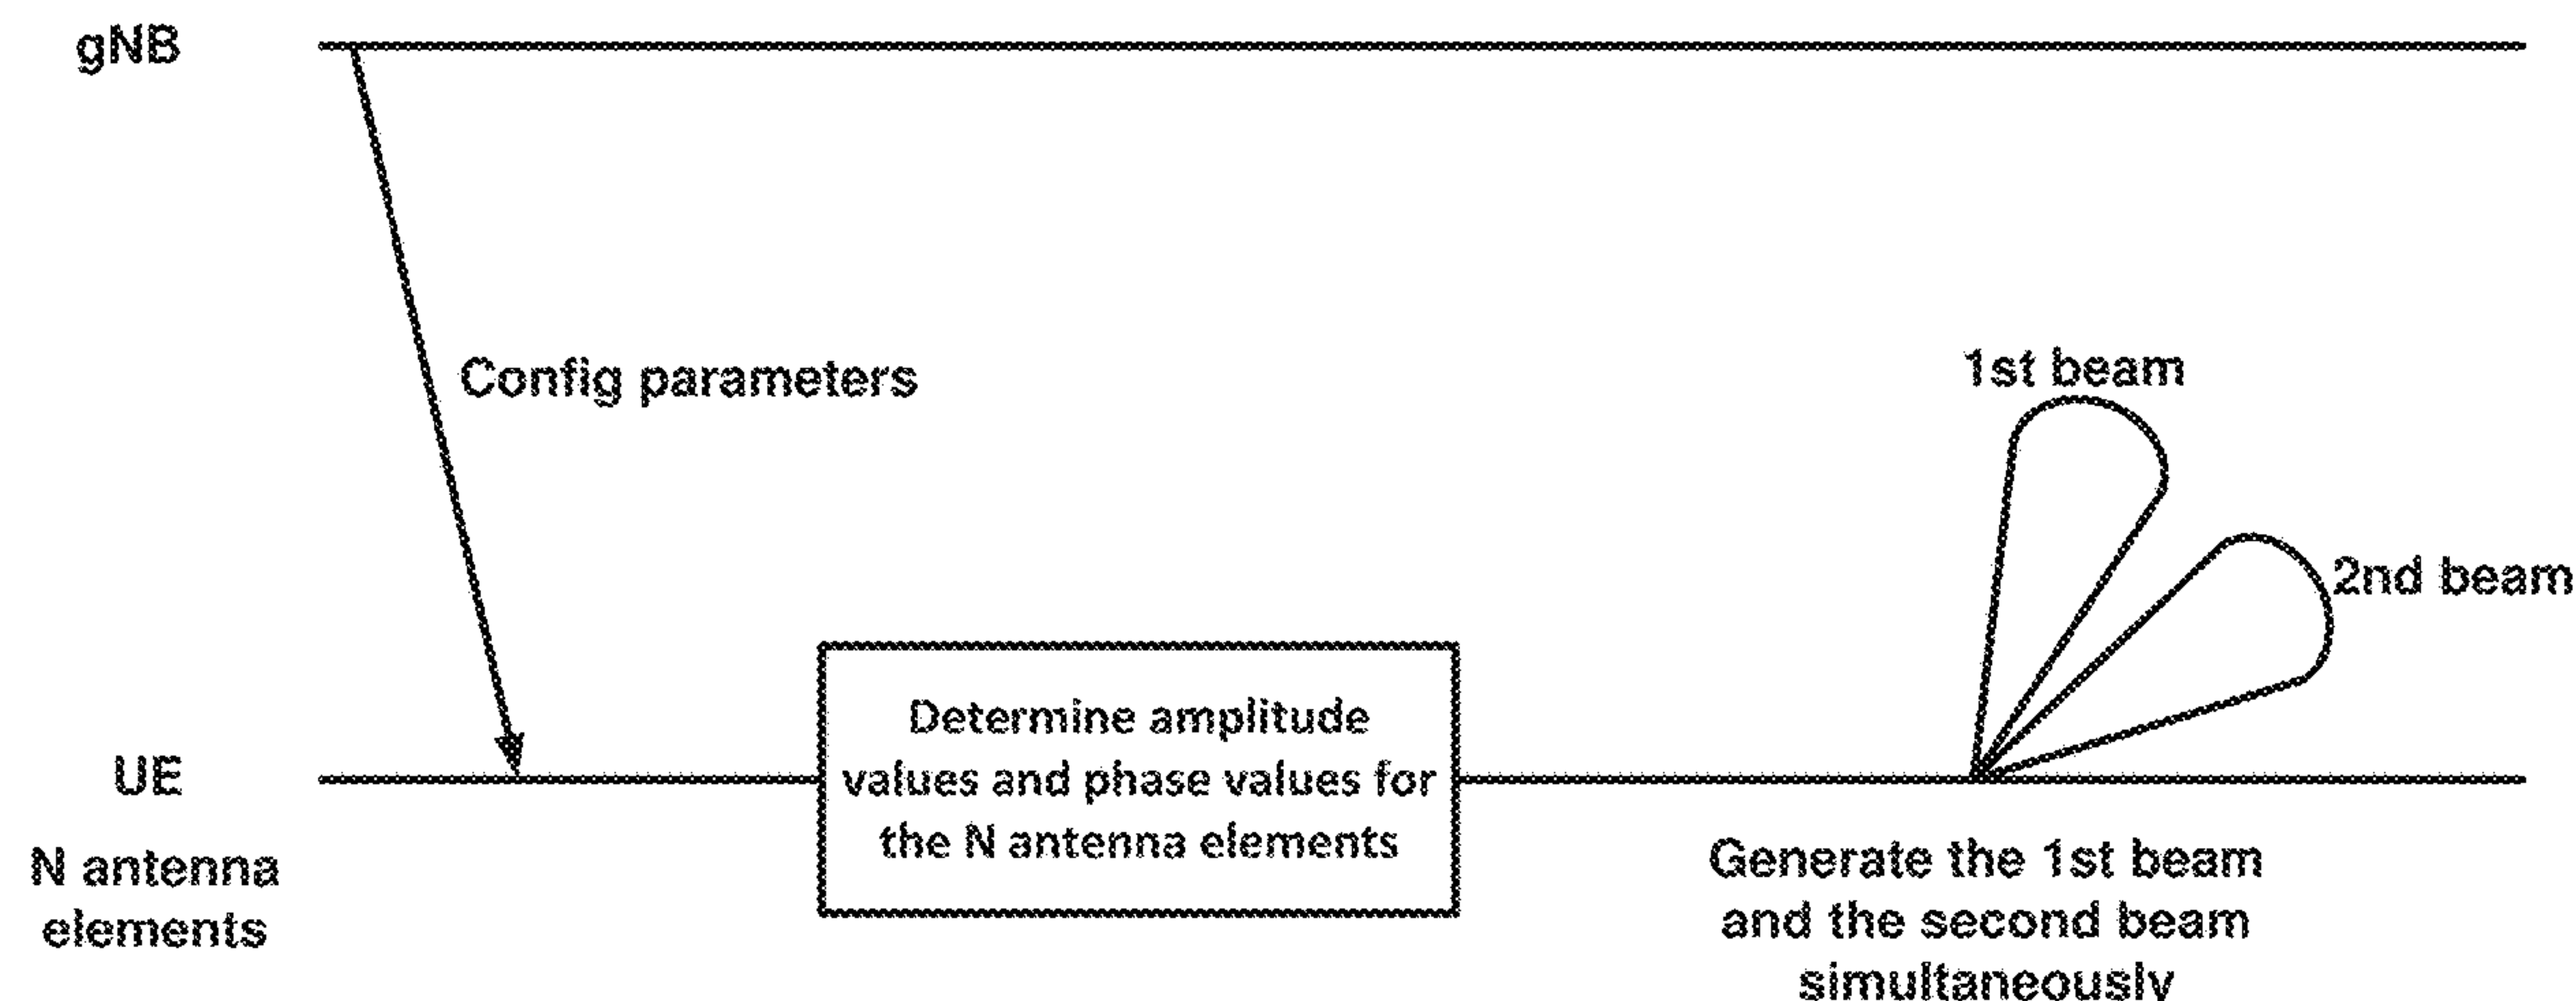 gNB
Config parameters
1st beam
2nd beam
Determine amplitude
values and phase values for
the N antenna elements
UE
N antenna
elements
Generate the 1st beam
and the second beam
simultaneously